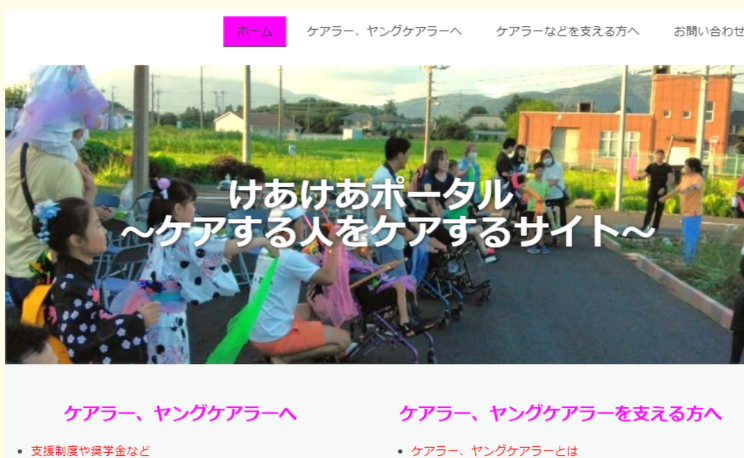 ホーム ケアラー、ヤングケアラーへ ケアラーなどを支える方へ お問い合わせ
けあけあポータル
～ケアする人をケアするサイト～
ケアラー、ヤングケアラーへ ケアラー、ヤングケアラーを支える方へ
• 支援制度や奨学金など • ケアラー、ヤングケアラーとは